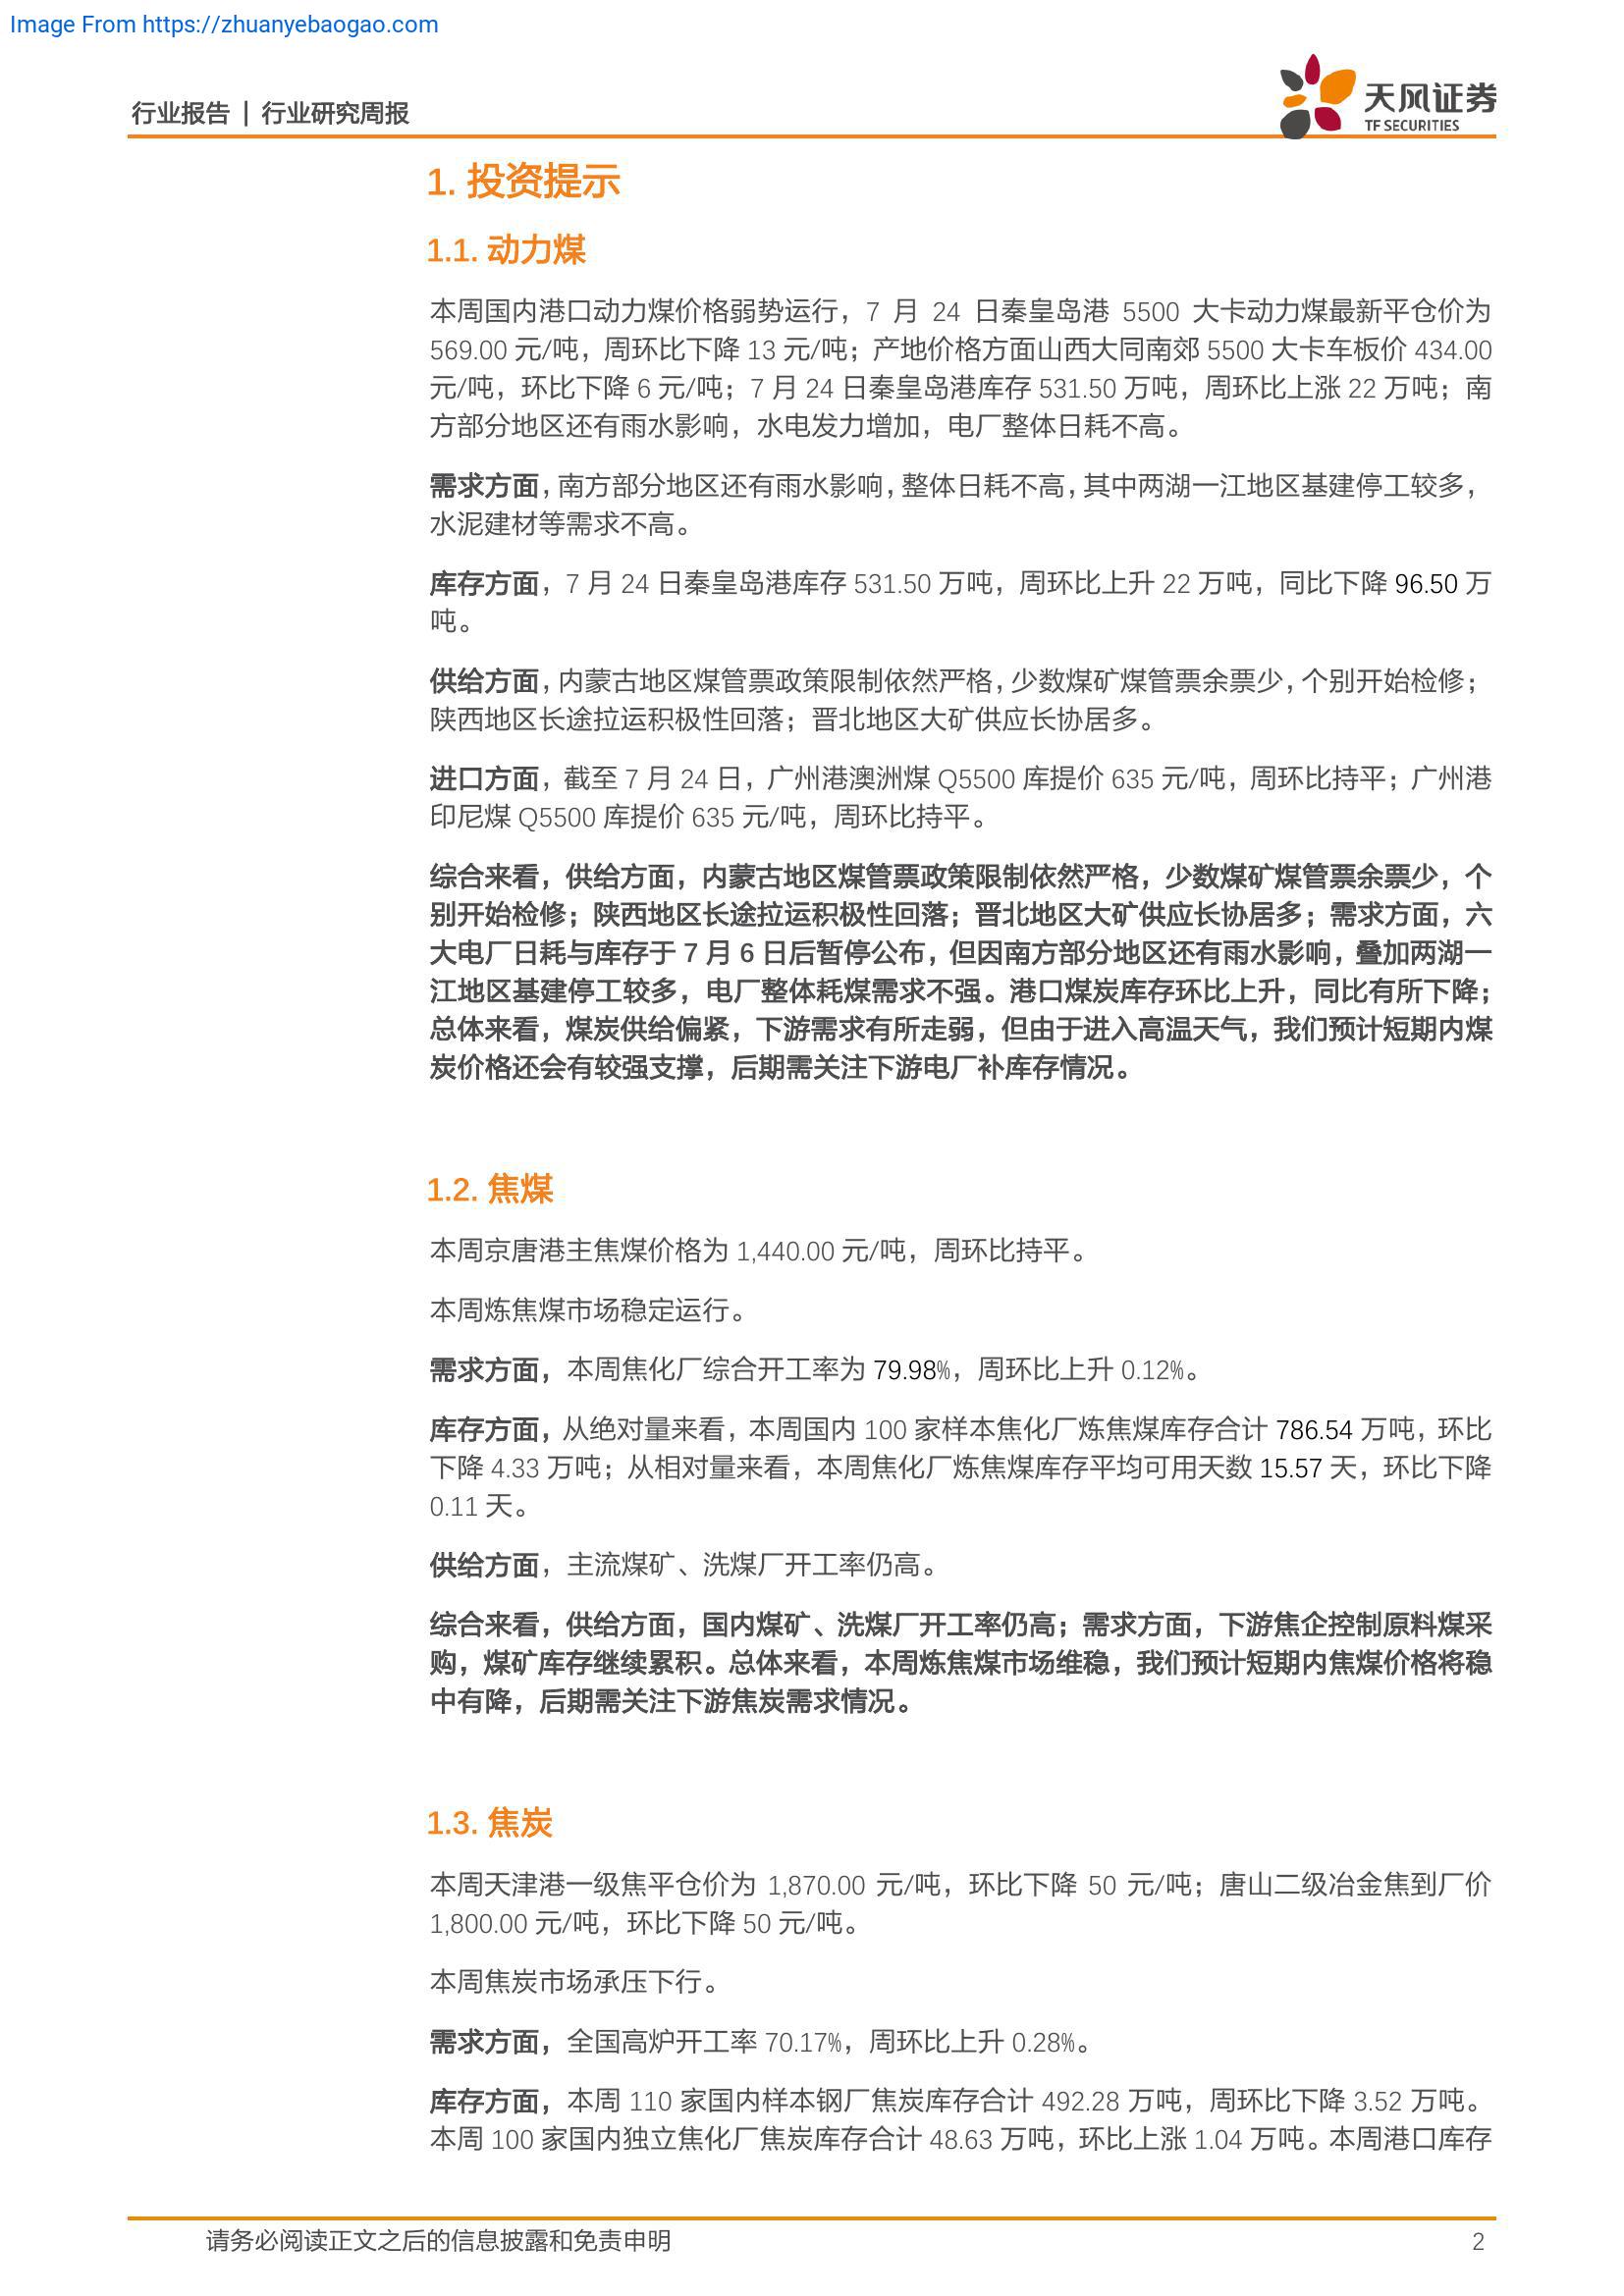 Image From https://zhuanyebaogao.com
行业报告 | 行业研究周报
天风证券
TF SECURITIES
1. 投资提示
1.1. 动力煤
本周国内港口动力煤价格弱势运行，7 月 24 日秦皇岛港 5500 大卡动力煤最新平仓价为
569.00 元/吨，周环比下降 13 元/吨；产地价格方面山西大同南郊 5500 大卡车板价 434.00
元/吨，环比下降 6 元/吨；7 月 24 日秦皇岛港库存 531.50 万吨，周环比上涨 22 万吨；南
方部分地区还有雨水影响，水电发力增加，电厂整体日耗不高。
需求方面，南方部分地区还有雨水影响，整体日耗不高，其中两湖一江地区基建停工较多，
水泥建材等需求不高。
库存方面，7 月 24 日秦皇岛港库存 531.50 万吨，周环比上升 22 万吨，同比下降 96.50 万
吨。
供给方面，内蒙古地区煤管票政策限制依然严格，少数煤矿煤管票余票少，个别开始检修；
陕西地区长途拉运积极性回落；晋北地区大矿供应长协居多。
进口方面，截至 7 月 24 日，广州港澳洲煤 Q5500 库提价 635 元/吨，周环比持平；广州港
印尼煤 Q5500 库提价 635 元/吨，周环比持平。
综合来看，供给方面，内蒙古地区煤管票政策限制依然严格，少数煤矿煤管票余票少，个
别开始检修；陕西地区长途拉运积极性回落；晋北地区大矿供应长协居多；需求方面，六
大电厂日耗与库存于 7 月 6 日后暂停公布，但因南方部分地区还有雨水影响，叠加两湖一
江地区基建停工较多，电厂整体耗煤需求不强。港口煤炭库存环比上升，同比有所下降；
总体来看，煤炭供给偏紧，下游需求有所走弱，但由于进入高温天气，我们预计短期内煤
炭价格还会有较强支撑，后期需关注下游电厂补库存情况。
1.2. 焦煤
本周京唐港主焦煤价格为 1,440.00 元/吨，周环比持平。
本周炼焦煤市场稳定运行。
需求方面，本周焦化厂综合开工率为 79.98%，周环比上升 0.12%。
库存方面，从绝对量来看，本周国内 100 家样本焦化厂炼焦煤库存合计 786.54 万吨，环比
下降 4.33 万吨；从相对量来看，本周焦化厂炼焦煤库存平均可用天数 15.57 天，环比下降
0.11 天。
供给方面，主流煤矿、洗煤厂开工率仍高。
综合来看，供给方面，国内煤矿、洗煤厂开工率仍高；需求方面，下游焦企控制原料煤采
购，煤矿库存继续累积。总体来看，本周炼焦煤市场维稳，我们预计短期内焦煤价格将稳
中有降，后期需关注下游焦炭需求情况。
1.3. 焦炭
本周天津港一级焦平仓价为 1,870.00 元/吨，环比下降 50 元/吨；唐山二级冶金焦到厂价
1,800.00 元/吨，环比下降 50 元/吨。
本周焦炭市场承压下行。
需求方面，全国高炉开工率 70.17%，周环比上升 0.28%。
库存方面，本周 110 家国内样本钢厂焦炭库存合计 492.28 万吨，周环比下降 3.52 万吨。
本周 100 家国内独立焦化厂焦炭库存合计 48.63 万吨，环比上涨 1.04 万吨。本周港口库存
请务必阅读正文之后的信息披露和免责申明
2